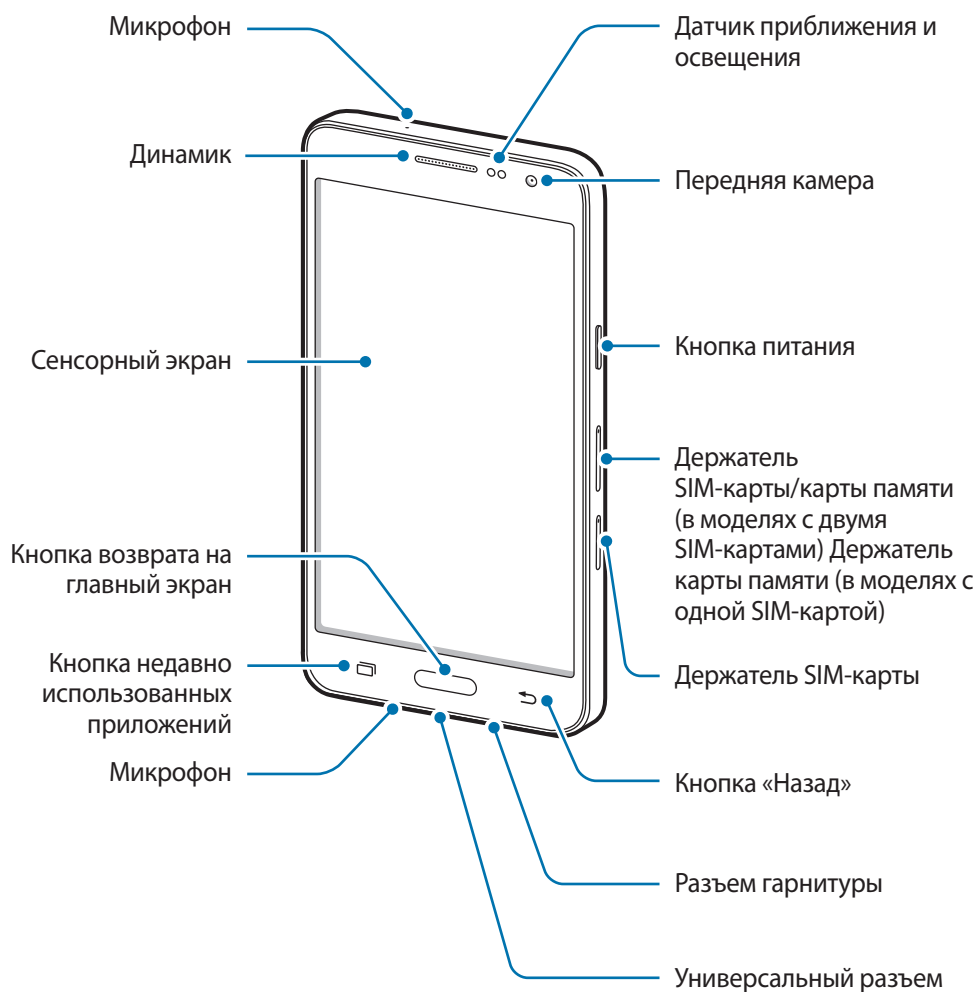 Микрофон
Динамик
Сенсорный экран
Кнопка возврата на
главный экран
Кнопка недавно
использованных
приложений
Микрофон
Датчик приближения и
освещения
Передняя камера
Кнопка питания
Держатель
SIM-карты/карты памяти
(в моделях с двумя
SIM-картами) Держатель
карты памяти (в моделях с
одной SIM-картой)
Держатель SIM-карты
Кнопка «Назад»
Разъем гарнитуры
Универсальный разъем